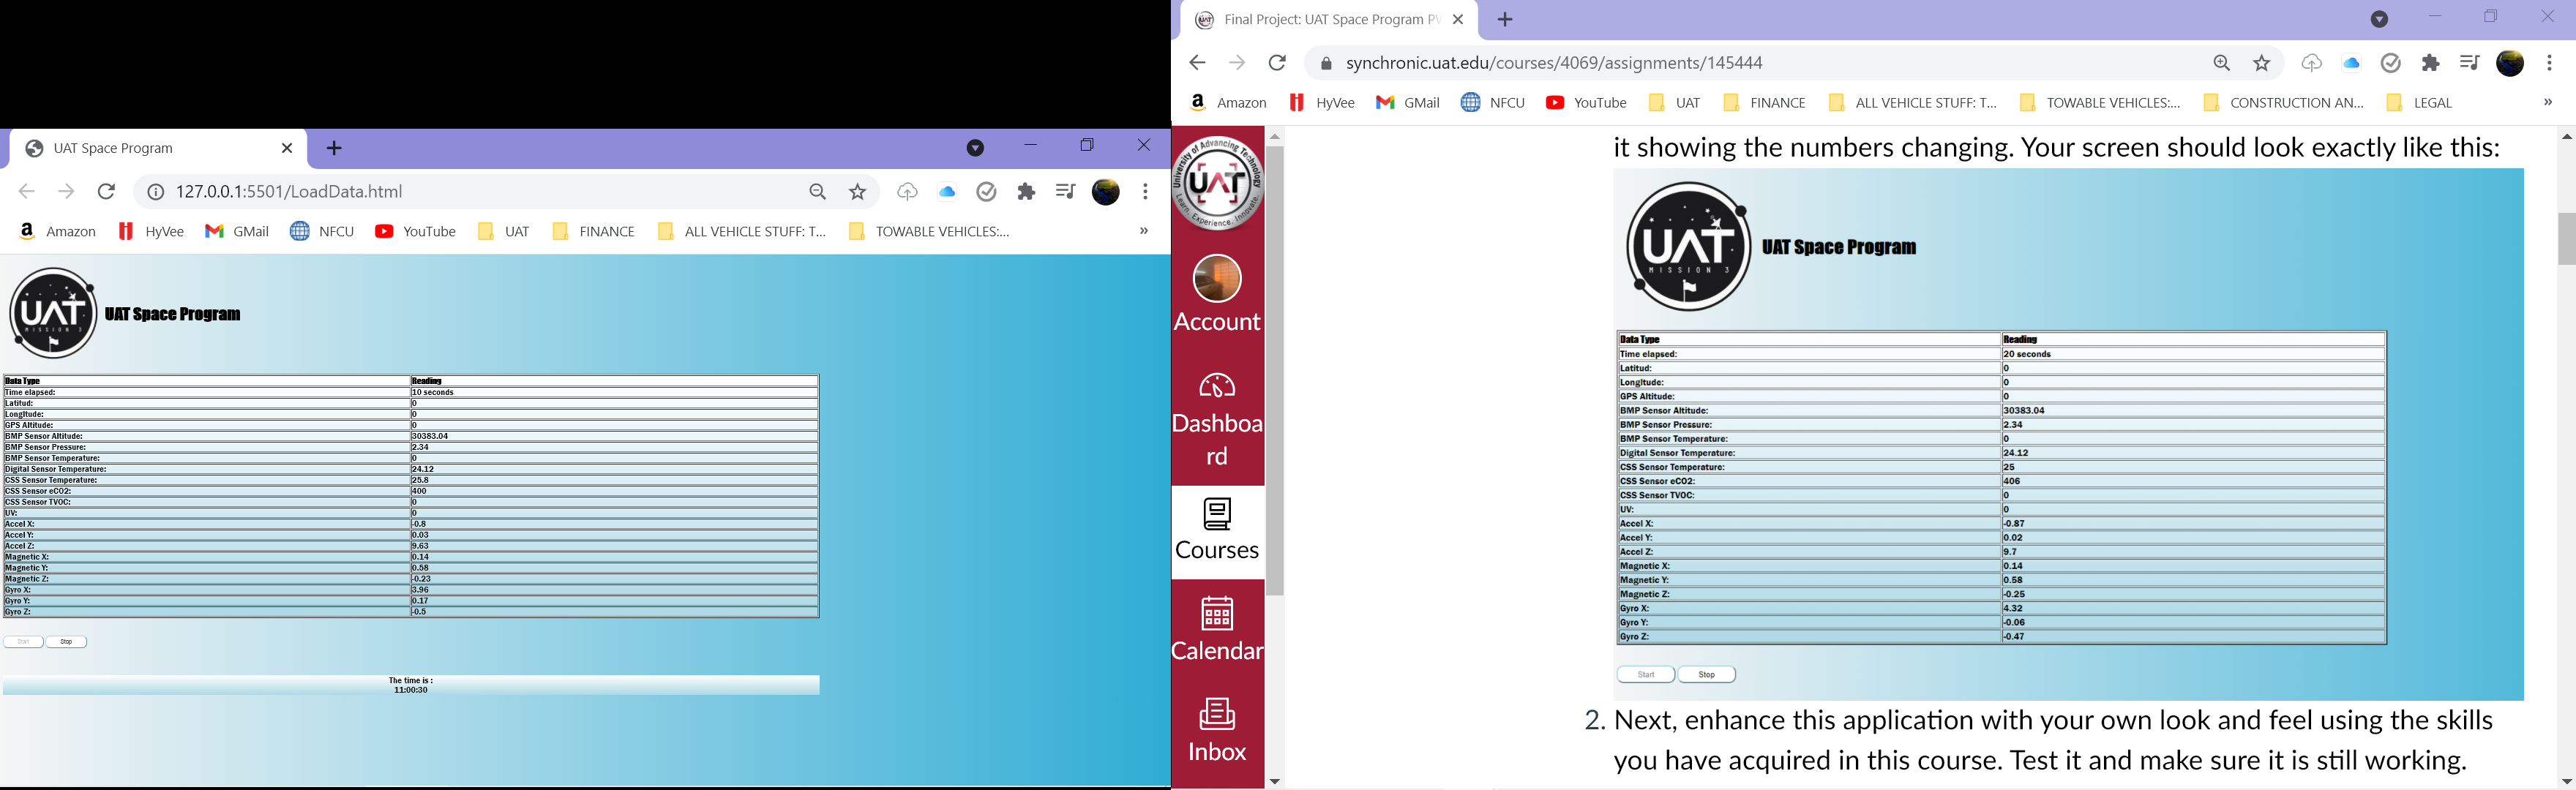 UAT Space Program
127.0.0.1:5501/LoadData.html
Amazon HyVee GMail NFCU YouTube UAT FINANCE ALL VEHICLE STUFF: T... TOWABLE VEHICLES:... »
UAT
MISSION 3
UAT Space Program
Data Type Reading
Time elapsed: 10 seconds
Latitud: 0
Longitude: 0
GPS Altitude: 0
BMP Sensor Altitude: 30383.04
BMP Sensor Pressure: 2.34
BMP Sensor Temperature: 0
Digital Sensor Temperature: 24.12
CSS Sensor Temperature: 25.8
CSS Sensor eCO2: 400
CSS Sensor TVOC: 0
UV: 0
Accel X: -0.8
Accel Y: 0.03
Accel Z: 9.63
Magnetic X: 0.14
Magnetic Y: 0.58
Magnetic Z: -0.23
Gyro X: 3.96
Gyro Y: 0.17
Gyro Z: -0.5
Start Stop
The time is :
11:00:30
Final Project: UAT Space Program PW
synchronic.uat.edu/courses/4069/assignments/145444
Amazon HyVee GMail NFCU YouTube UAT FINANCE ALL VEHICLE STUFF: T... TOWABLE VEHICLES:... CONSTRUCTION AN... LEGAL »
University of Advancing Technology
UAT
Learn. Experience. Innovate.
Account
Dashboa
rd
Courses
Calendar
Inbox
it showing the numbers changing. Your screen should look exactly like this:
UAT
MISSION 3
UAT Space Program
Data Type Reading
Time elapsed: 20 seconds
Latitud: 0
Longitude: 0
GPS Altitude: 0
BMP Sensor Altitude: 30383.04
BMP Sensor Pressure: 2.34
BMP Sensor Temperature: 0
Digital Sensor Temperature: 24.12
CSS Sensor Temperature: 25
CSS Sensor eCO2: 406
CSS Sensor TVOC: 0
UV: 0
Accel X: -0.87
Accel Y: 0.02
Accel Z: 9.7
Magnetic X: 0.14
Magnetic Y: 0.58
Magnetic Z: -0.25
Gyro X: 4.32
Gyro Y: -0.06
Gyro Z: -0.47
Start Stop
2. Next, enhance this application with your own look and feel using the skills
you have acquired in this course. Test it and make sure it is still working.